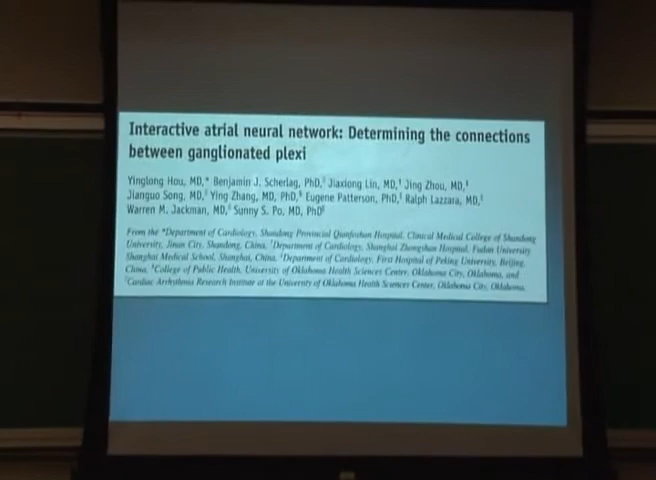 Interactive atrial neural network: Determining the connections
between ganglionated plexi
Yinglong Hou, MD,* Benjamin J. Scherlag, PhD, Jiaxiong Lin, MD,† Jing Zhou, MD,‡
Jianguo Song, MD, Ying Zhang, MD, PhD,§ Eugene Patterson, PhD, Ralph Lazzara, MD,
Warren M. Jackman, MD, Sunny S. Po, MD, PhD
From the *Department of Cardiology, Shandong Provincial Qianfoshan Hospital, Clinical Medical College of Shandong
University, Jinan City, Shandong, China, †Department of Cardiology, Shanghai Zhongshan Hospital, Fudan University
Shanghai Medical School, Shanghai, China, ‡Department of Cardiology, First Hospital of Peking University, Beijing,
China, §College of Public Health, University of Oklahoma Health Sciences Center, Oklahoma City, Oklahoma, and
Cardiac Arrhythmia Research Institute at the University of Oklahoma Health Sciences Center, Oklahoma City, Oklahoma.